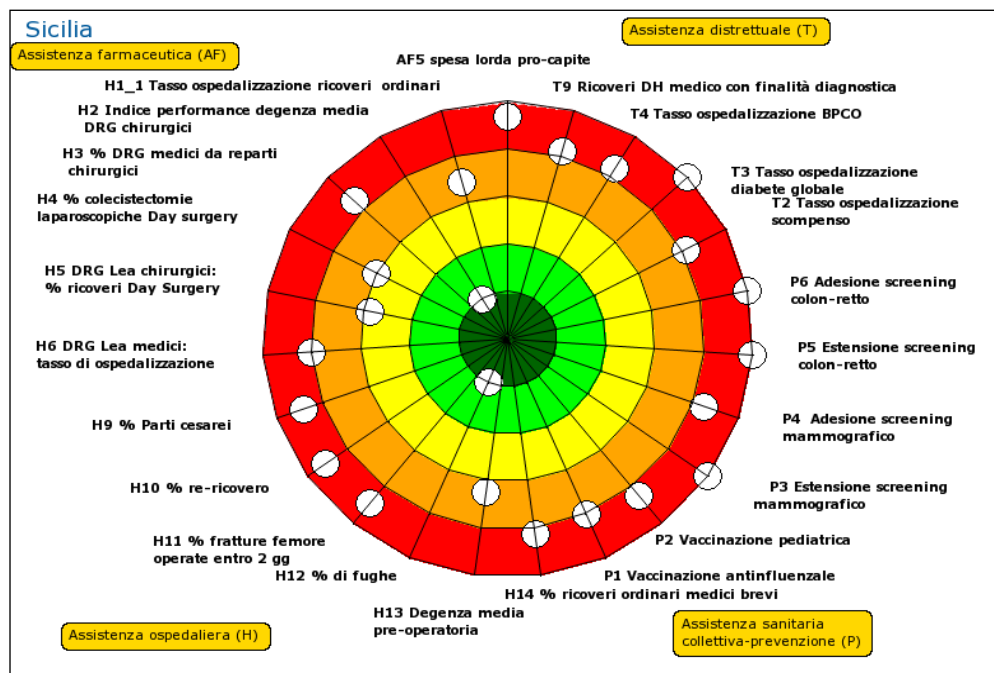 Sicilia
Assistenza farmaceutica (AF)
Assistenza distrettuale (T)
AF5 spesa lorda pro-capite
H1_1 Tasso ospedalizzazione ricoveri ordinari
T9 Ricoveri DH medico con finalità diagnostica
H2 Indice performance degenza media
DRG chirurgici
T4 Tasso ospedalizzazione BPCO
H3 % DRG medici da reparti
chirurgici
T3 Tasso ospedalizzazione
diabete globale
H4 % colecistectomie
laparoscopiche Day surgery
T2 Tasso ospedalizzazione
scompenso
H5 DRG Lea chirurgici:
% ricoveri Day Surgery
P6 Adesione screening
colon-retto
H6 DRG Lea medici:
tasso di ospedalizzazione
P5 Estensione screening
colon-retto
H9 % Parti cesarei
P4 Adesione screening
mammografico
H10 % re-ricovero
P3 Estensione screening
mammografico
H11 % fratture femore
operate entro 2 gg
P2 Vaccinazione pediatrica
H12 % di fughe
P1 Vaccinazione antinfluenzale
H14 % ricoveri ordinari medici brevi
H13 Degenza media
pre-operatoria
Assistenza ospedaliera (H)
Assistenza sanitaria
collettiva-prevenzione (P)